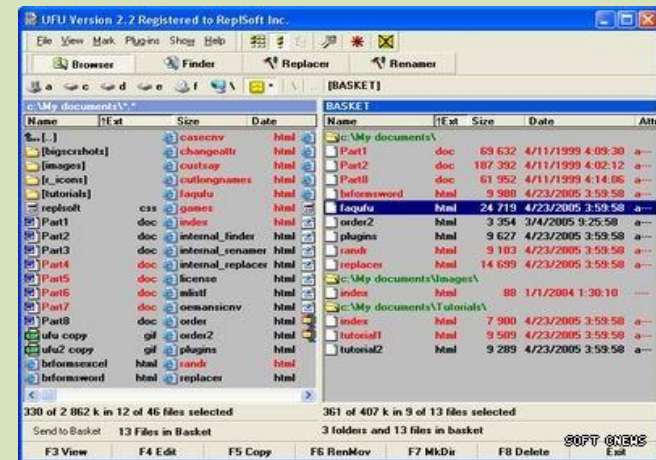 UFU Version 2.2 Registered to ReplSoft Inc.
File View Mark Plugins Show Help
Browser Finder Replacer Renamer
a c d e f \ \ .. [BASKET]
c:\My documents\*.*
Name ↑Ext Size Date
[..]
[bigscrshots]
[images]
[r_icons]
[tutorials]
replsoft css
Part1 doc
Part2 doc
Part3 doc
Part4 doc
Part5 doc
Part6 doc
Part7 doc
Part8 doc
ufu copy gif
ufu2 copy gif
brformsexcel html
brformsword html
casecnv html
changeattr html
custsay html
cutlongnames html
faqufu html
games html
index html
internal_finder html
internal_renamer html
internal_replacer html
license html
mlistf html
oemansicnv html
order html
order2 html
plugins html
randr html
replacer html
330 of 2 862 k in 12 of 46 files selected
Send to Basket 13 Files in Basket
BASKET
Name ↑Ext Size Date Attr
c:\My documents\
Part1 doc 69 632 4/11/1999 4:09:30 a---
Part2 doc 187 392 4/11/1999 4:02:12 a---
Part8 doc 61 952 4/11/1999 4:14:06 a---
brformsword html 9 988 4/23/2005 3:59:58 a---
faqufu html 24 719 4/23/2005 3:59:58 a---
order2 html 3 354 3/4/2005 9:25:58 a---
plugins html 9 627 4/23/2005 3:59:58 a---
randr html 9 103 4/23/2005 3:59:58 a---
replacer html 14 699 4/23/2005 3:59:58 a---
c:\My documents\Images\
index html 88 1/1/2004 1:30:10 ----
c:\My documents\Tutorials\
index html 7 900 4/23/2005 3:59:58 a---
tutorial1 html 9 509 4/23/2005 3:59:58 a---
tutorial2 html 9 289 4/23/2005 3:59:58 a---
361 of 407 k in 9 of 13 files selected
3 folders and 13 files in basket
F3 View F4 Edit F5 Copy F6 RenMov F7 MkDir F8 Delete Exit
SOFT @NEWS